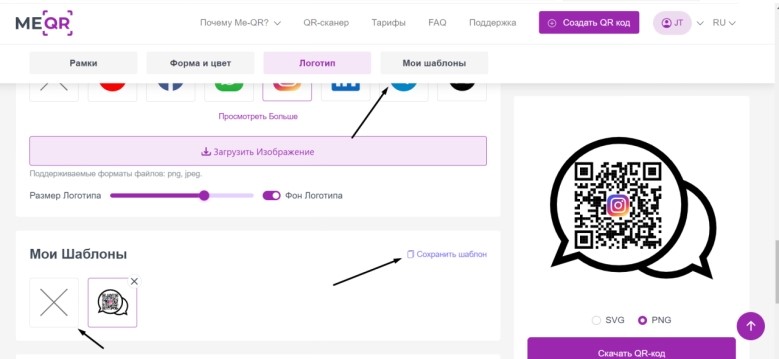 MEQR
Почему Me-QR? QR-сканер Тарифы FAQ Поддержка Создать QR код JT RU
Рамки Форма и цвет Логотип Мои шаблоны
Просмотреть Больше
Загрузить Изображение
Поддерживаемые форматы файлов: png, jpeg.
Размер Логотипа Фон Логотипа
Мои Шаблоны Сохранить шаблон
SVG PNG
Скачать QR-код